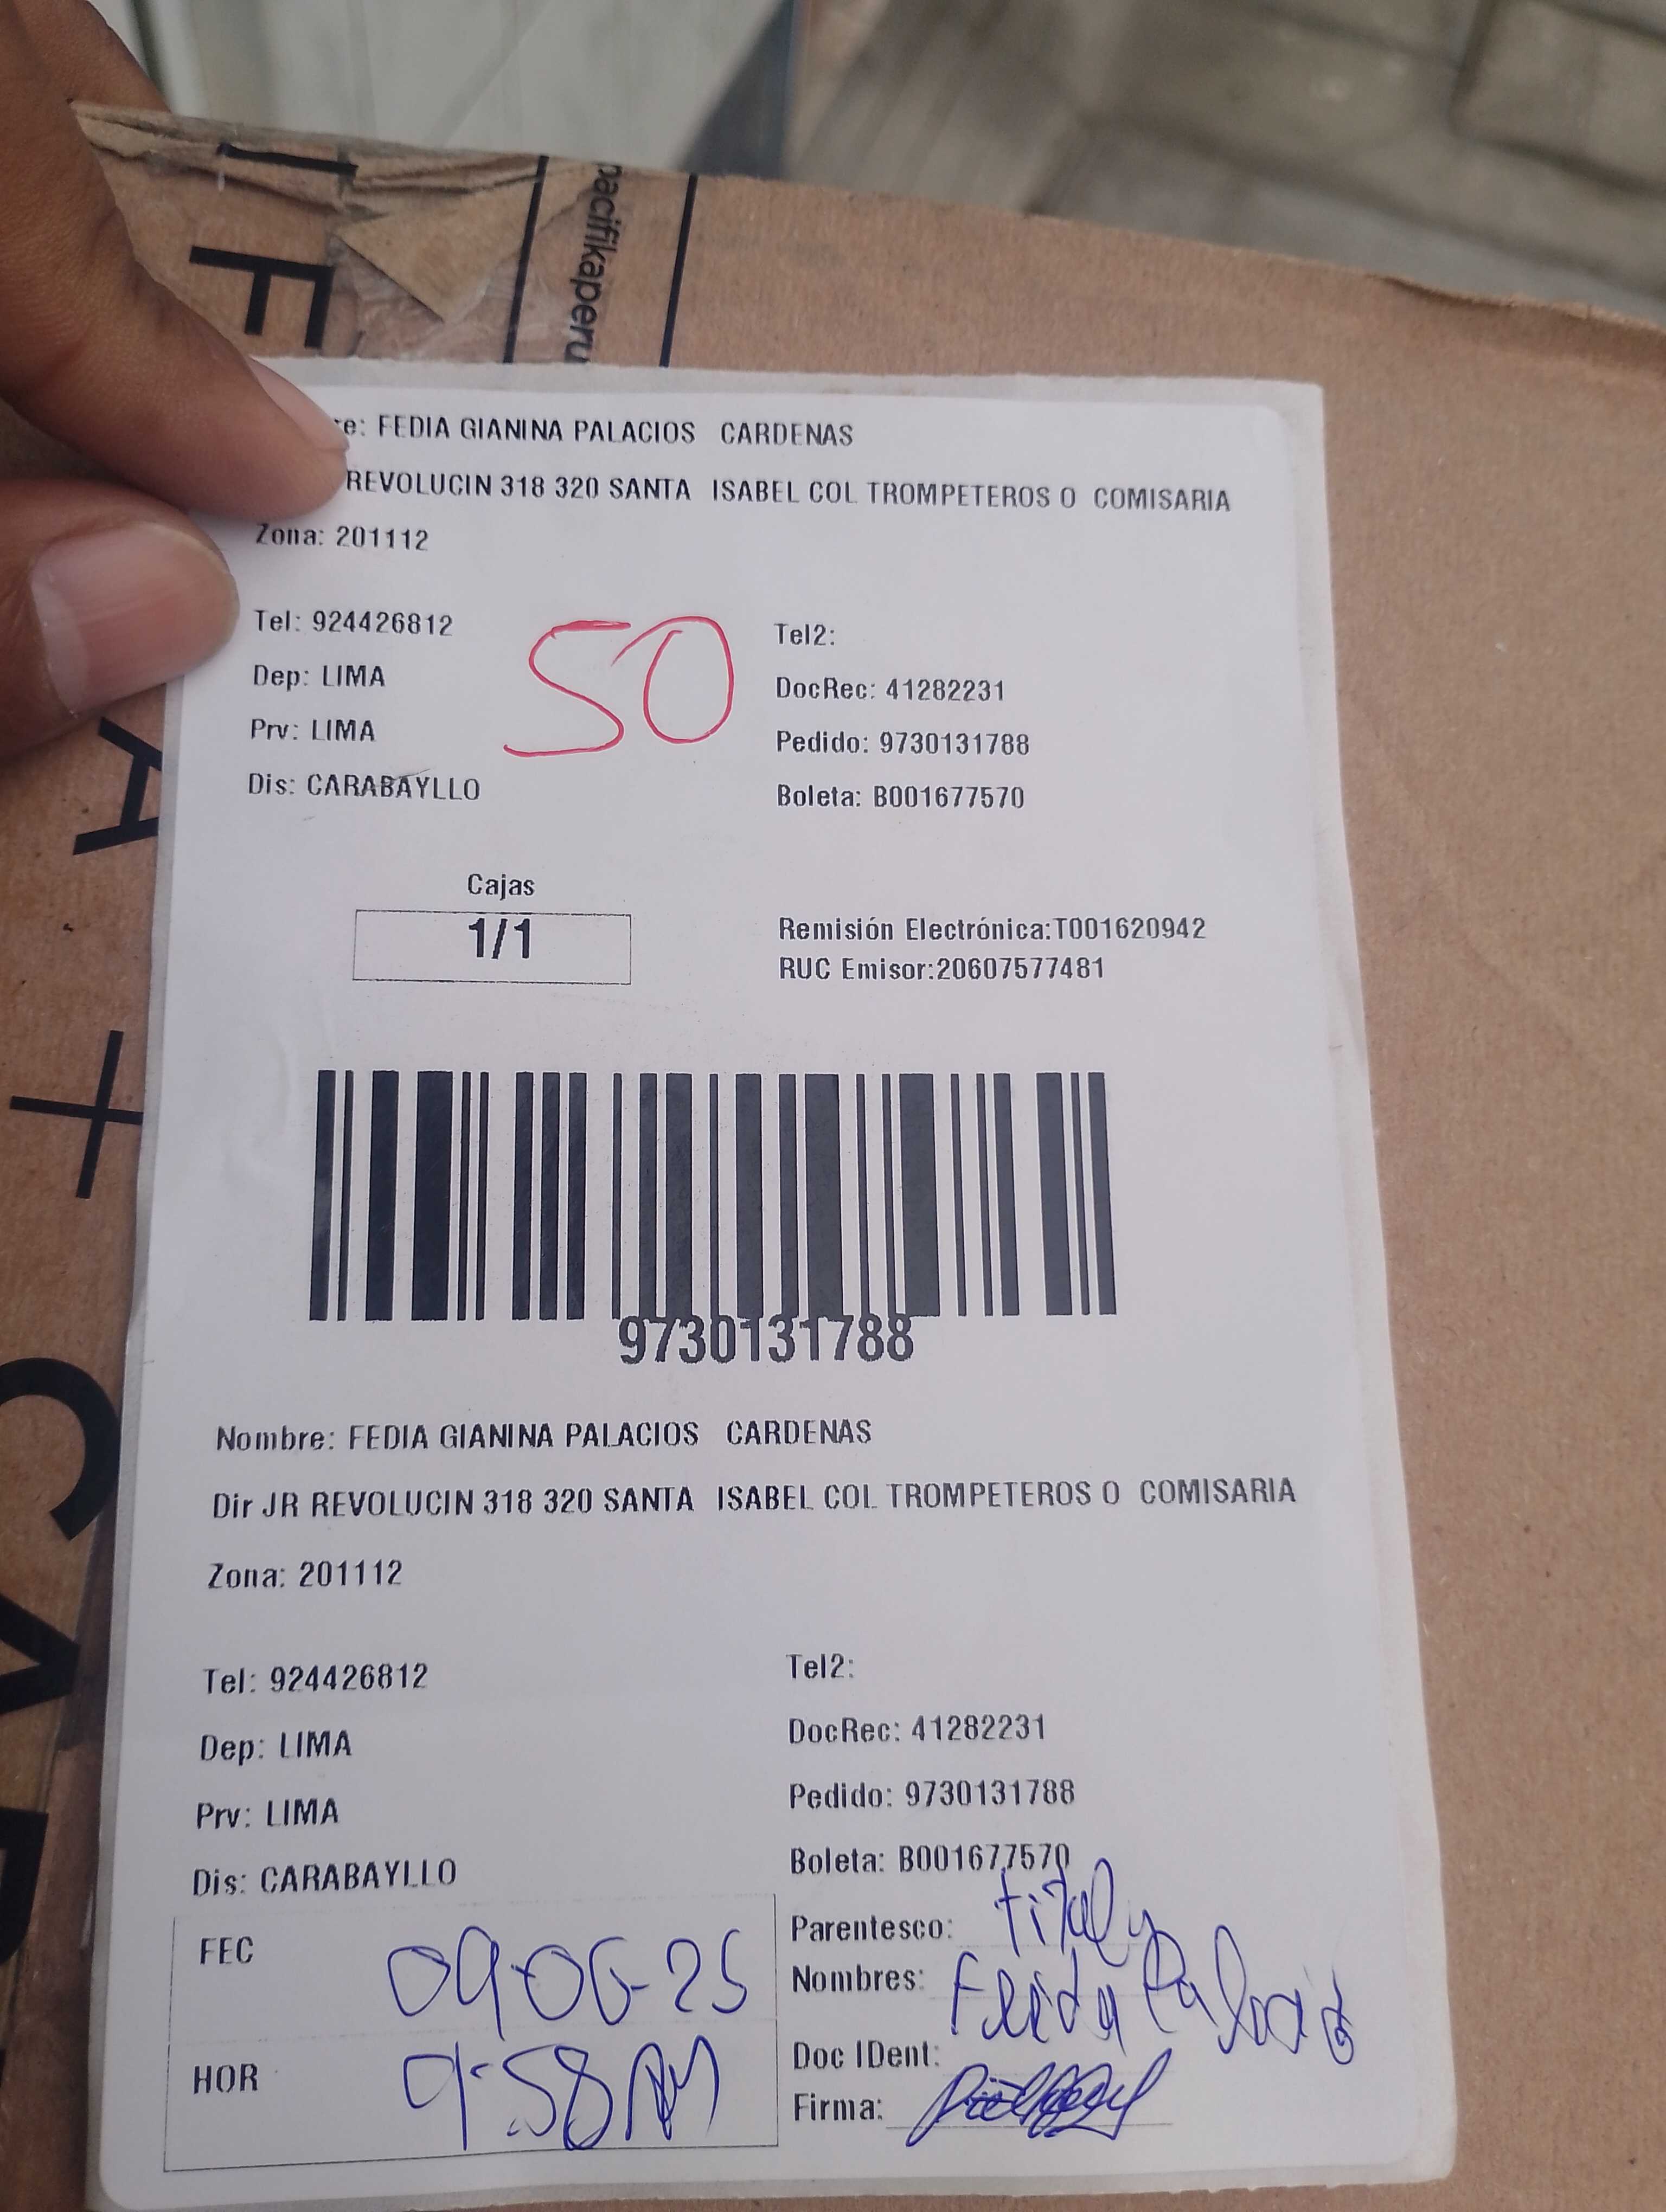 pacifikaperu
F
re: FEDIA GIANINA PALACIOS CARDENAS
REVOLUCIN 318 320 SANTA ISABEL COL TROMPETEROS O COMISARIA
Zona: 201112
Tel: 924426812
50
Tel2:
Dep: LIMA
DocRec: 41282231
Prv: LIMA
Pedido: 9730131788
Dis: CARABAYLLO
Boleta: B001677570
Cajas
1/1
Remisión Electrónica:T001620942
RUC Emisor:20607577481
9730131788
Nombre: FEDIA GIANINA PALACIOS CARDENAS
Dir JR REVOLUCIN 318 320 SANTA ISABEL COL TROMPETEROS O COMISARIA
Zona: 201112
Tel: 924426812
Tel2:
Dep: LIMA
DocRec: 41282231
Prv: LIMA
Pedido: 9730131788
Dis: CARABAYLLO
Boleta: B001677570
FEC 09-06-25
Parentesco:
Nombres:
HOR 9:58 AM
Doc IDent:
Firma: